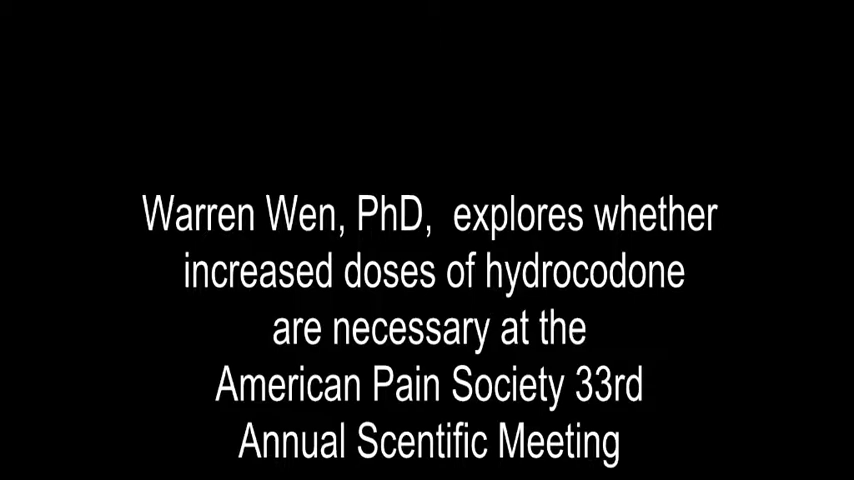 Warren Wen, PhD,  explores whether
increased doses of hydrocodone
are necessary at the
American Pain Society 33rd
Annual Scentific Meeting